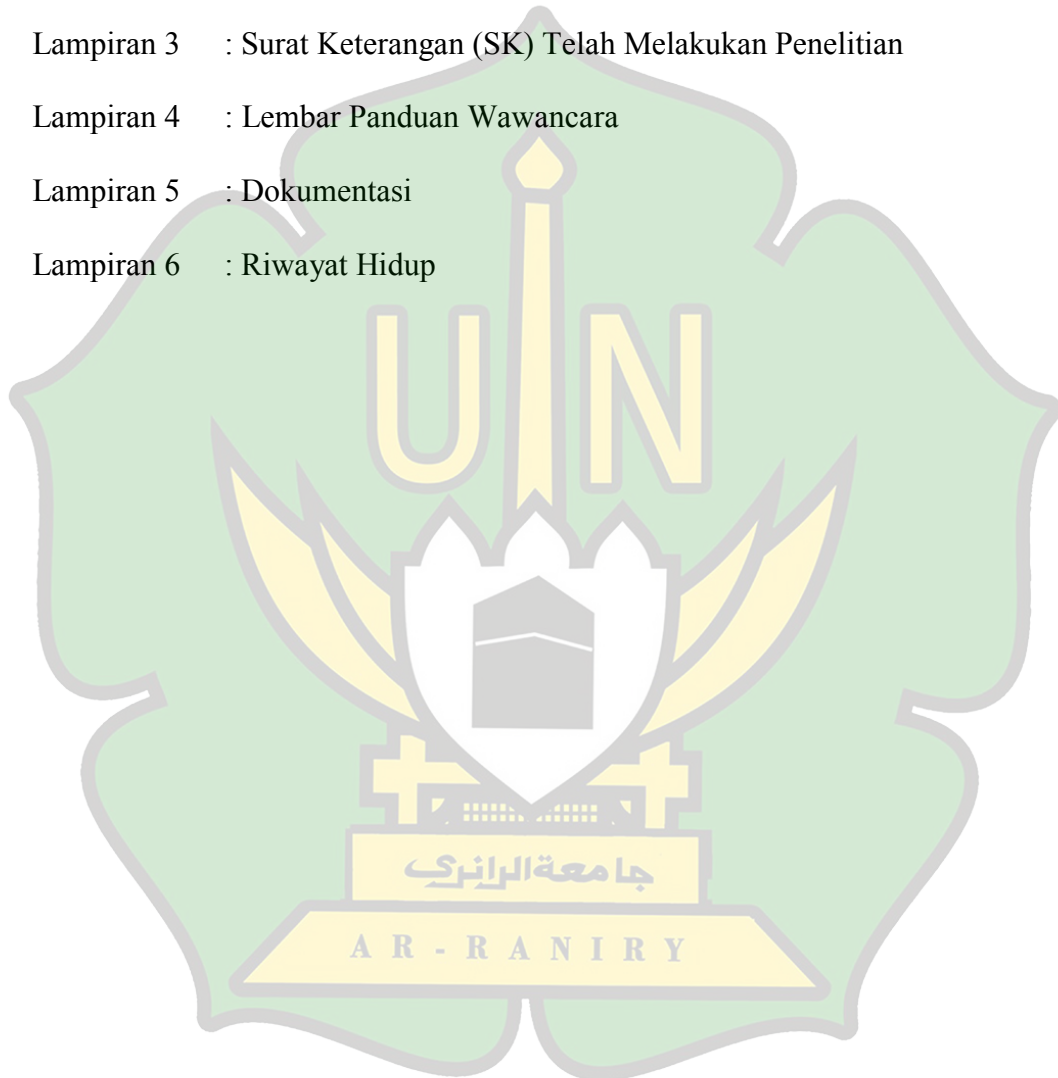 Lampiran 3 : Surat Keterangan (SK) Telah Melakukan Penelitian
Lampiran 4 : Lembar Panduan Wawancara
Lampiran 5 : Dokumentasi
Lampiran 6 : Riwayat Hidup
UIN
جامعة الرانري
AR-RANIRY